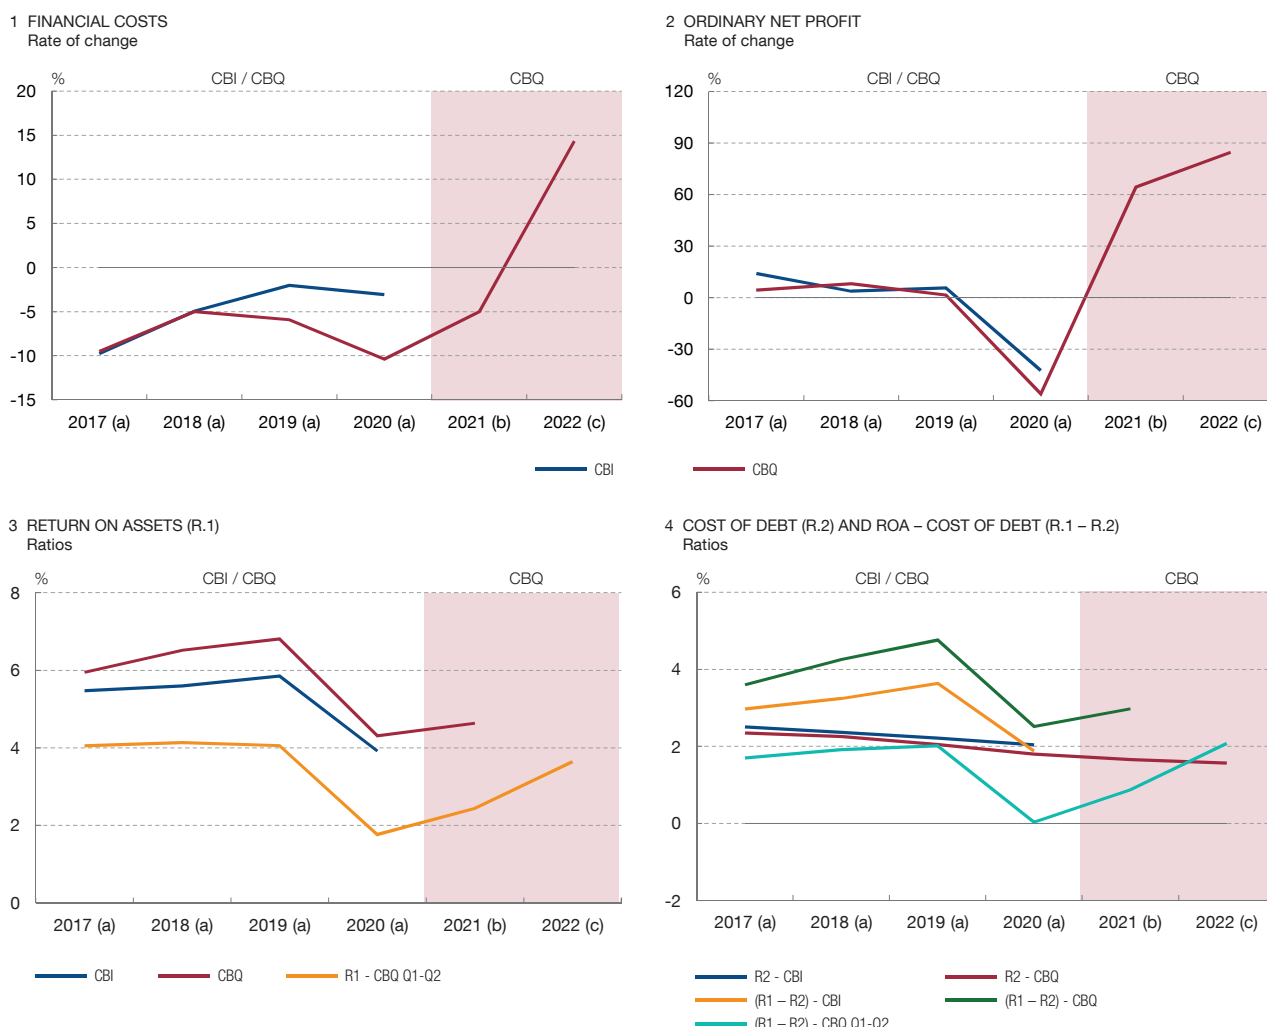 1 FINANCIAL COSTS
Rate of change
% CBI / CBQ CBQ
20
15
10
5
0
-5
-10
-15
2017 (a) 2018 (a) 2019 (a) 2020 (a) 2021 (b) 2022 (c)
2 ORDINARY NET PROFIT
Rate of change
% CBI / CBQ CBQ
120
90
60
30
0
-30
-60
2017 (a) 2018 (a) 2019 (a) 2020 (a) 2021 (b) 2022 (c)
CBI CBQ
3 RETURN ON ASSETS (R.1)
Ratios
% CBI / CBQ CBQ
8
6
4
2
0
2017 (a) 2018 (a) 2019 (a) 2020 (a) 2021 (b) 2022 (c)
CBI CBQ R1 - CBQ Q1-Q2
4 COST OF DEBT (R.2) AND ROA – COST OF DEBT (R.1 – R.2)
Ratios
% CBI / CBQ CBQ
6
4
2
0
-2
2017 (a) 2018 (a) 2019 (a) 2020 (a) 2021 (b) 2022 (c)
R2 - CBI R2 - CBQ
(R1 – R2) - CBI (R1 – R2) - CBQ
(R1 – R2) - CBQ Q1-Q2